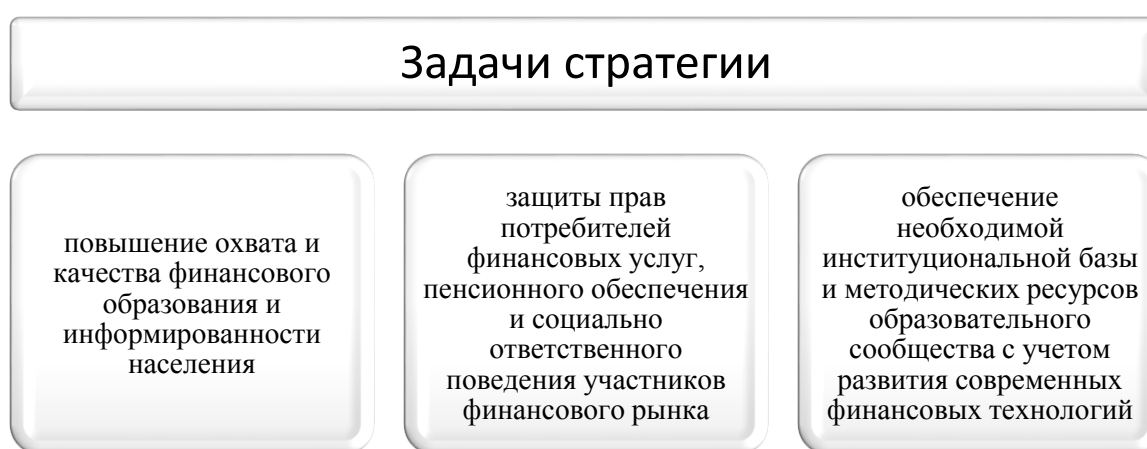 Задачи стратегии
повышение охвата и
качества финансового
образования и
информированности
населения
защиты прав
потребителей
финансовых услуг,
пенсионного обеспечения
и социально
ответственного
поведения участников
финансового рынка
обеспечение
необходимой
институциональной базы
и методических ресурсов
образовательного
сообщества с учетом
развития современных
финансовых технологий